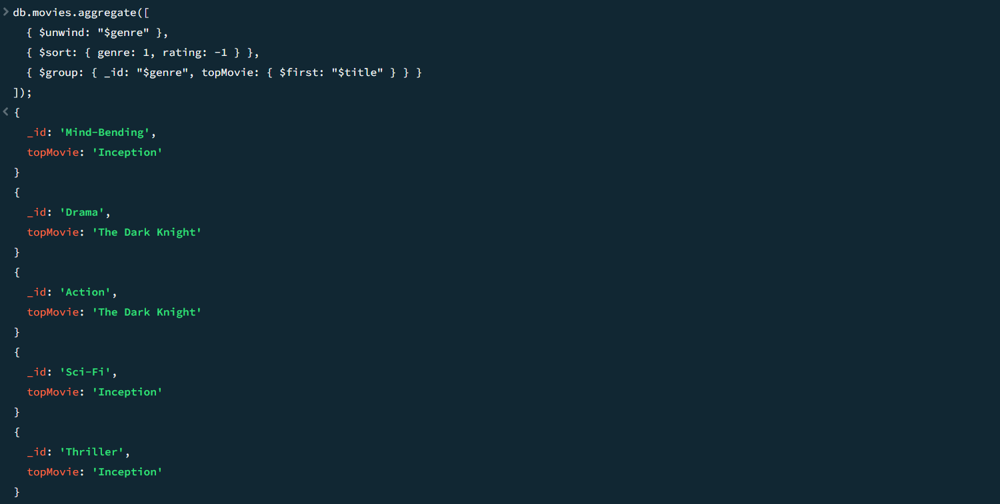 db.movies.aggregate([
{ $unwind: "$genre" },
{ $sort: { genre: 1, rating: -1 } },
{ $group: { _id: "$genre", topMovie: { $first: "$title" } } }
]);
{
_id: 'Mind-Bending',
topMovie: 'Inception'
}
{
_id: 'Drama',
topMovie: 'The Dark Knight'
}
{
_id: 'Action',
topMovie: 'The Dark Knight'
}
{
_id: 'Sci-Fi',
topMovie: 'Inception'
}
{
_id: 'Thriller',
topMovie: 'Inception'
}